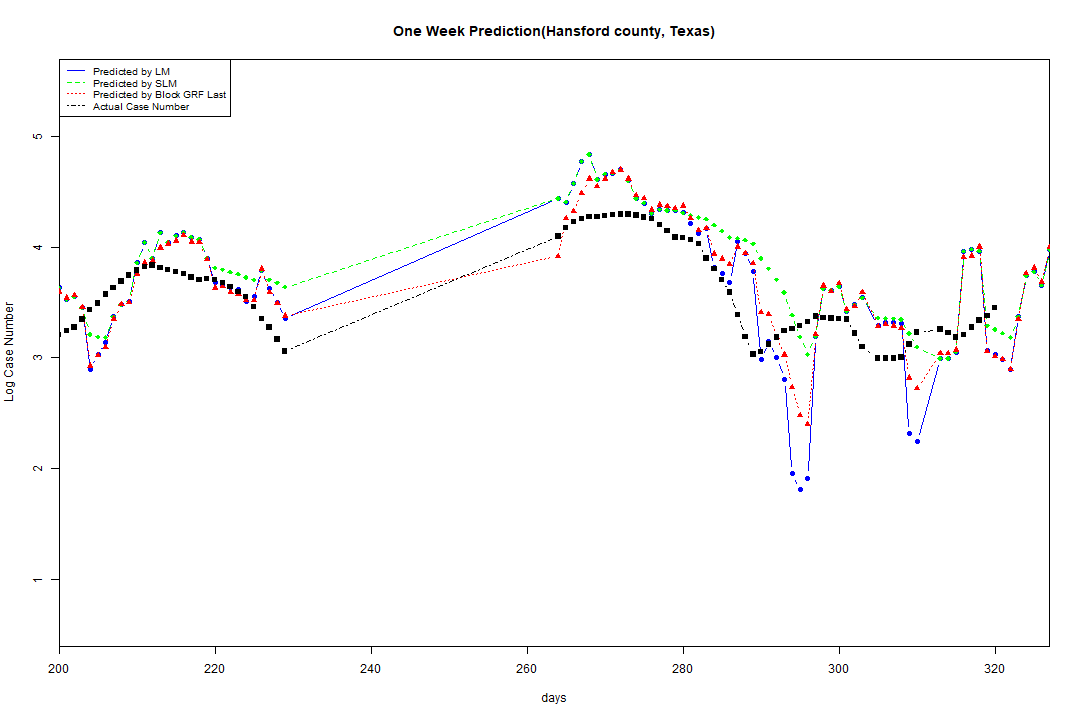 One Week Prediction(Hansford county, Texas)
Predicted by LM
Predicted by SLM
Predicted by Block GRF Last
Actual Case Number
5
4
3
2
1
Log Case Number
200 220 240 260 280 300 320
days